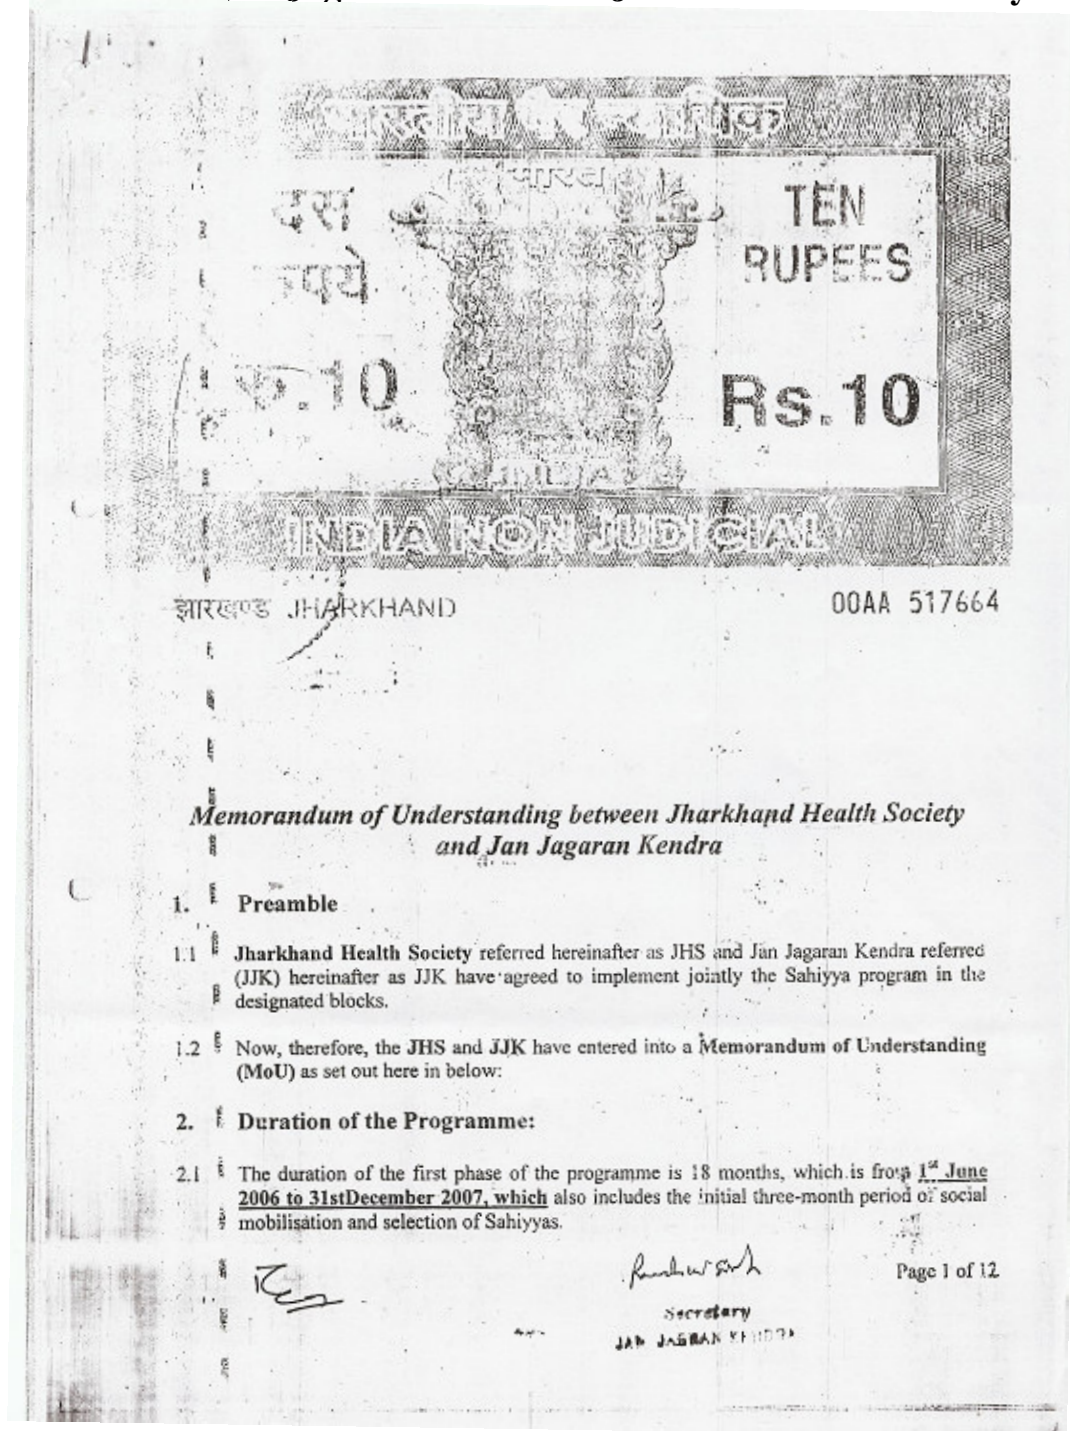 भारतीय गैर न्यायिक
भारत
दस
रुपये
रु.10
TEN
RUPEES
Rs.10
INDIA
INDIA NON JUDICIAL
झारखण्ड JHARKHAND
00AA 517664
Memorandum of Understanding between Jharkhand Health Society
and Jan Jagaran Kendra
1. Preamble
1.1 Jharkhand Health Society referred hereinafter as JHS and Jan Jagaran Kendra referred
(JJK) hereinafter as JJK have agreed to implement jointly the Sahiyya program in the
designated blocks.
1.2 Now, therefore, the JHS and JJK have entered into a Memorandum of Understanding
(MoU) as set out here in below:
2. Duration of the Programme:
2.1 The duration of the first phase of the programme is 18 months, which is from 1st June
2006 to 31stDecember 2007, which also includes the initial three-month period of social
mobilisation and selection of Sahiyyas.
Page 1 of 12
Secretary
JAN JAGRAN KENDRA